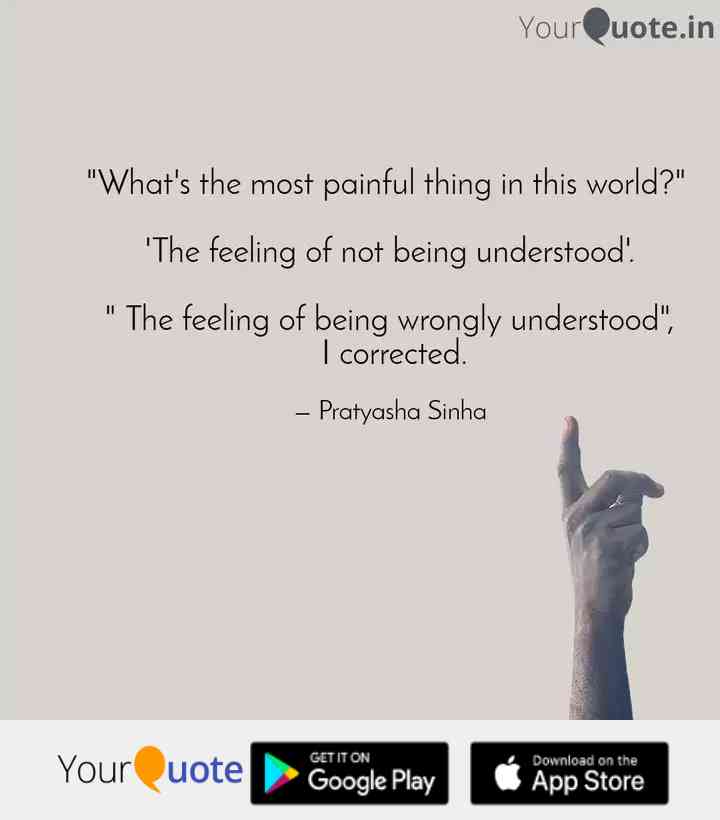 YourQuote.in
"What's the most painful thing in this world?"
'The feeling of not being understood'.
" The feeling of being wrongly understood",
I corrected.
– Pratyasha Sinha
YourQuote
GET IT ON
Google Play
Download on the
App Store